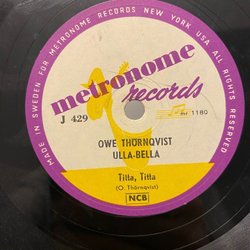 MADE IN SWEDEN FOR METRONOME RECORDS NEW YORK USA ALL RIGHTS RESERVED
metronome
records
J 429
1180
OWE THÖRNQVIST
ULLA-BELLA
Titta, Titta
(O. Thörnqvist)
NCB